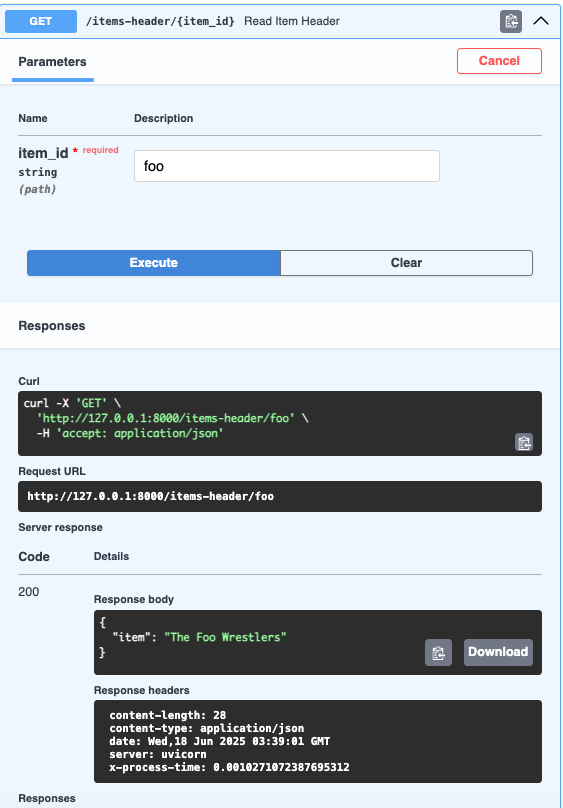 GET /items-header/{item_id} Read Item Header
Parameters
Cancel
Name Description
item_id * required
string
(path)
foo
Execute
Clear
Responses
Curl
curl -X 'GET' \
'http://127.0.0.1:8000/items-header/foo' \
-H 'accept: application/json'
Request URL
http://127.0.0.1:8000/items-header/foo
Server response
Code Details
200
Response body
{
"item": "The Foo Wrestlers"
}
Download
Response headers
content-length: 28
content-type: application/json
date: Wed,18 Jun 2025 03:39:01 GMT
server: uvicorn
x-process-time: 0.0010271072387695312
Responses